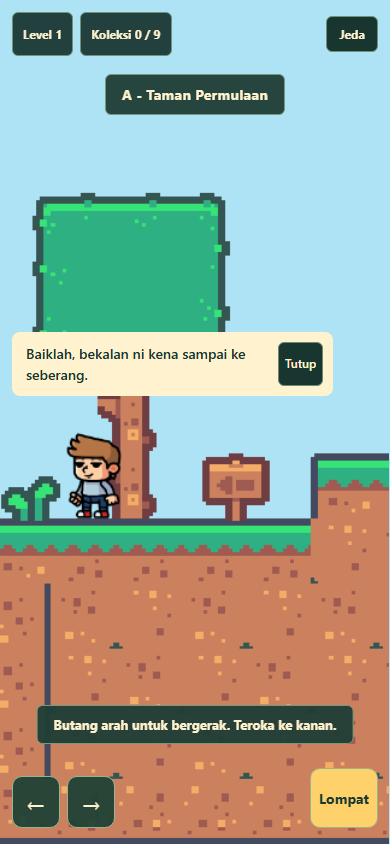 Level 1
Koleksi 0 / 9
Jeda
A - Taman Permulaan
Baiklah, bekalan ni kena sampai ke
seberang.
Tutup
Butang arah untuk bergerak. Teroka ke kanan.
← →
Lompat